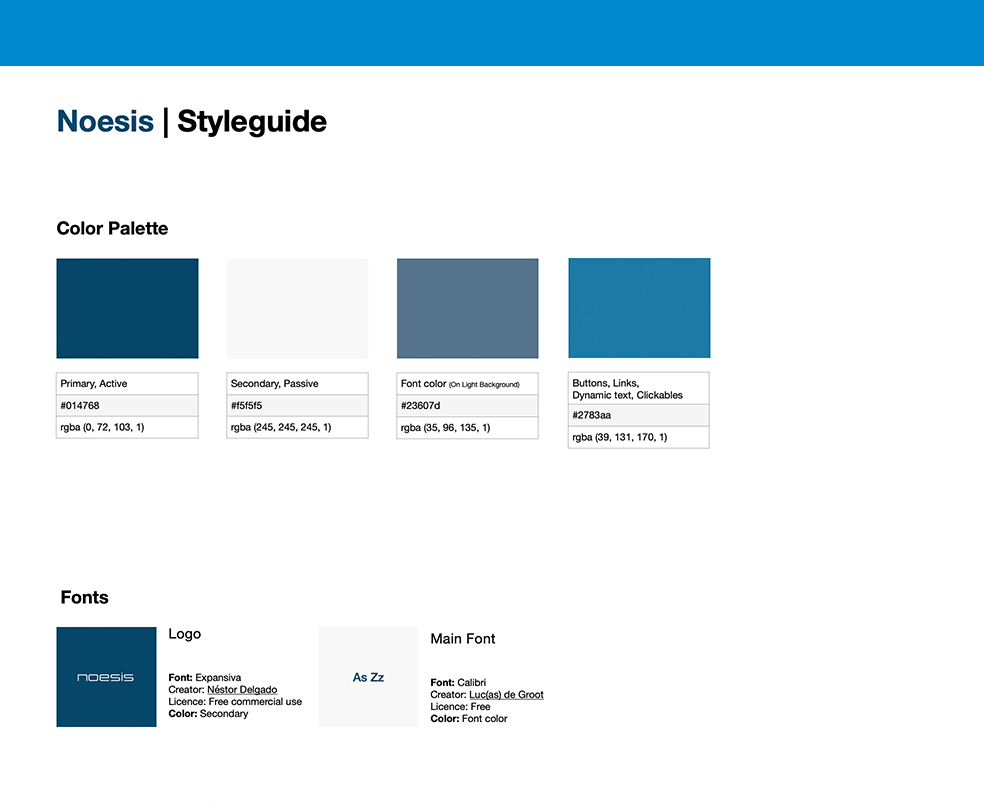 Noesis | Styleguide
Color Palette
Primary, Active
#014768
rgba (0, 72, 103, 1)
Secondary, Passive
#f5f5f5
rgba (245, 245, 245, 1)
Font color (On Light Background)
#23607d
rgba (35, 96, 135, 1)
Buttons, Links,
Dynamic text, Clickables
#2783aa
rgba (39, 131, 170, 1)
Fonts
noesis
Logo
Font: Expansiva
Creator: Néstor Delgado
Licence: Free commercial use
Color: Secondary
As Zz
Main Font
Font: Calibri
Creator: Luc(as) de Groot
Licence: Free
Color: Font color